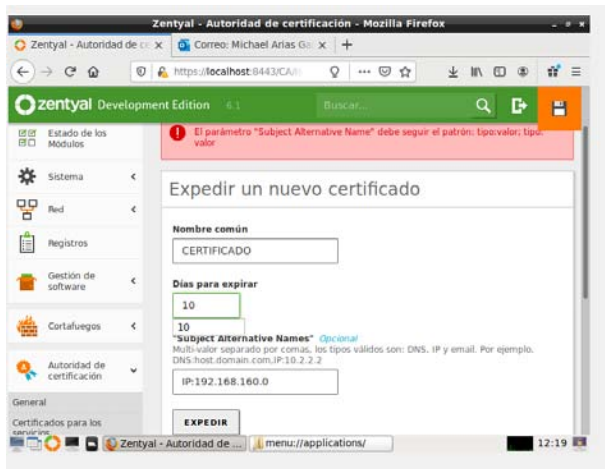 Zentyal - Autoridad de certificación - Mozilla Firefox
Zentyal - Autoridad de ce
Correo: Michael Arias Ga
https://localhost:8443/CA/
zentyal Development Edition 6.1
Buscar...
Estado de los
Módulos
Sistema
Red
Registros
Gestión de
software
Cortafuegos
Autoridad de
certificación
General
Certificados para los
servicios
El parámetro "Subject Alternative Name" debe seguir el patrón: tipo:valor; tipo:
valor
Expedir un nuevo certificado
Nombre común
CERTIFICADO
Días para expirar
10
10
"Subject Alternative Names" Opcional
Multi-valor separado por comas, los tipos válidos son: DNS, IP y email. Por ejemplo,
DNS:host.domain.com,IP:10.2.2.2
IP:192.168.160.0
EXPEDIR
Zentyal - Autoridad de ...
menu://applications/
12:19